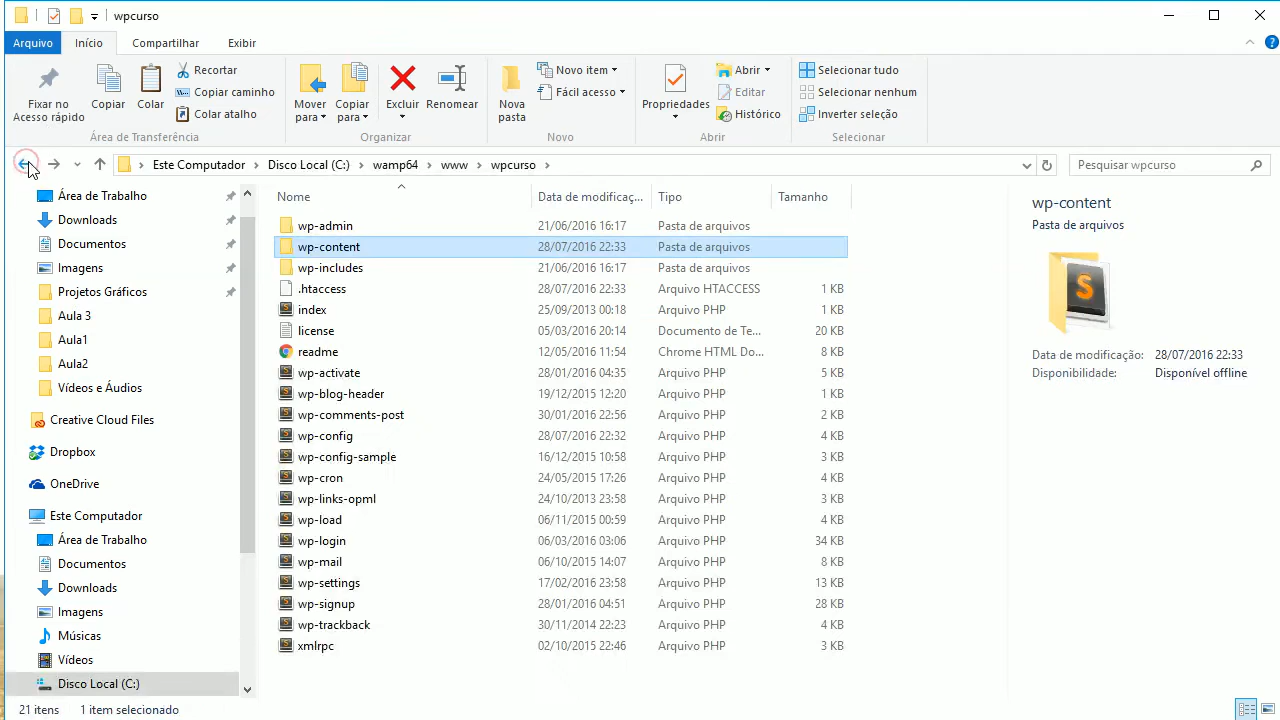 wpcurso
Arquivo Início Compartilhar Exibir
Fixar no Acesso rápido
Copiar
Colar
Recortar
Copiar caminho
Colar atalho
Área de Transferência
Mover para
Copiar para
Excluir
Renomear
Organizar
Nova pasta
Novo item
Fácil acesso
Novo
Propriedades
Abrir
Editar
Histórico
Abrir
Selecionar tudo
Selecionar nenhum
Inverter seleção
Selecionar
Este Computador Disco Local (C:) wamp64 www wpcurso
Pesquisar wpcurso
Área de Trabalho
Downloads
Documentos
Imagens
Projetos Gráficos
Aula 3
Aula1
Aula2
Vídeos e Áudios
Creative Cloud Files
Dropbox
OneDrive
Este Computador
Área de Trabalho
Documentos
Downloads
Imagens
Músicas
Vídeos
Disco Local (C:)
Nome Data de modificaç... Tipo Tamanho
wp-admin 21/06/2016 16:17 Pasta de arquivos
wp-content 28/07/2016 22:33 Pasta de arquivos
wp-includes 21/06/2016 16:17 Pasta de arquivos
.htaccess 28/07/2016 22:33 Arquivo HTACCESS 1 KB
index 25/09/2013 00:18 Arquivo PHP 1 KB
license 05/03/2016 20:14 Documento de Te... 20 KB
readme 12/05/2016 11:54 Chrome HTML Do... 8 KB
wp-activate 28/01/2016 04:35 Arquivo PHP 5 KB
wp-blog-header 19/12/2015 12:20 Arquivo PHP 1 KB
wp-comments-post 30/01/2016 22:56 Arquivo PHP 2 KB
wp-config 28/07/2016 22:32 Arquivo PHP 4 KB
wp-config-sample 16/12/2015 10:58 Arquivo PHP 3 KB
wp-cron 24/05/2015 17:26 Arquivo PHP 4 KB
wp-links-opml 24/10/2013 23:58 Arquivo PHP 3 KB
wp-load 06/11/2015 00:59 Arquivo PHP 4 KB
wp-login 06/03/2016 03:06 Arquivo PHP 34 KB
wp-mail 06/10/2015 14:07 Arquivo PHP 8 KB
wp-settings 17/02/2016 23:58 Arquivo PHP 13 KB
wp-signup 28/01/2016 04:51 Arquivo PHP 28 KB
wp-trackback 30/11/2014 22:23 Arquivo PHP 4 KB
xmlrpc 02/10/2015 22:46 Arquivo PHP 3 KB
wp-content
Pasta de arquivos
S
Data de modificação: 28/07/2016 22:33
Disponibilidade: Disponível offline
21 itens 1 item selecionado